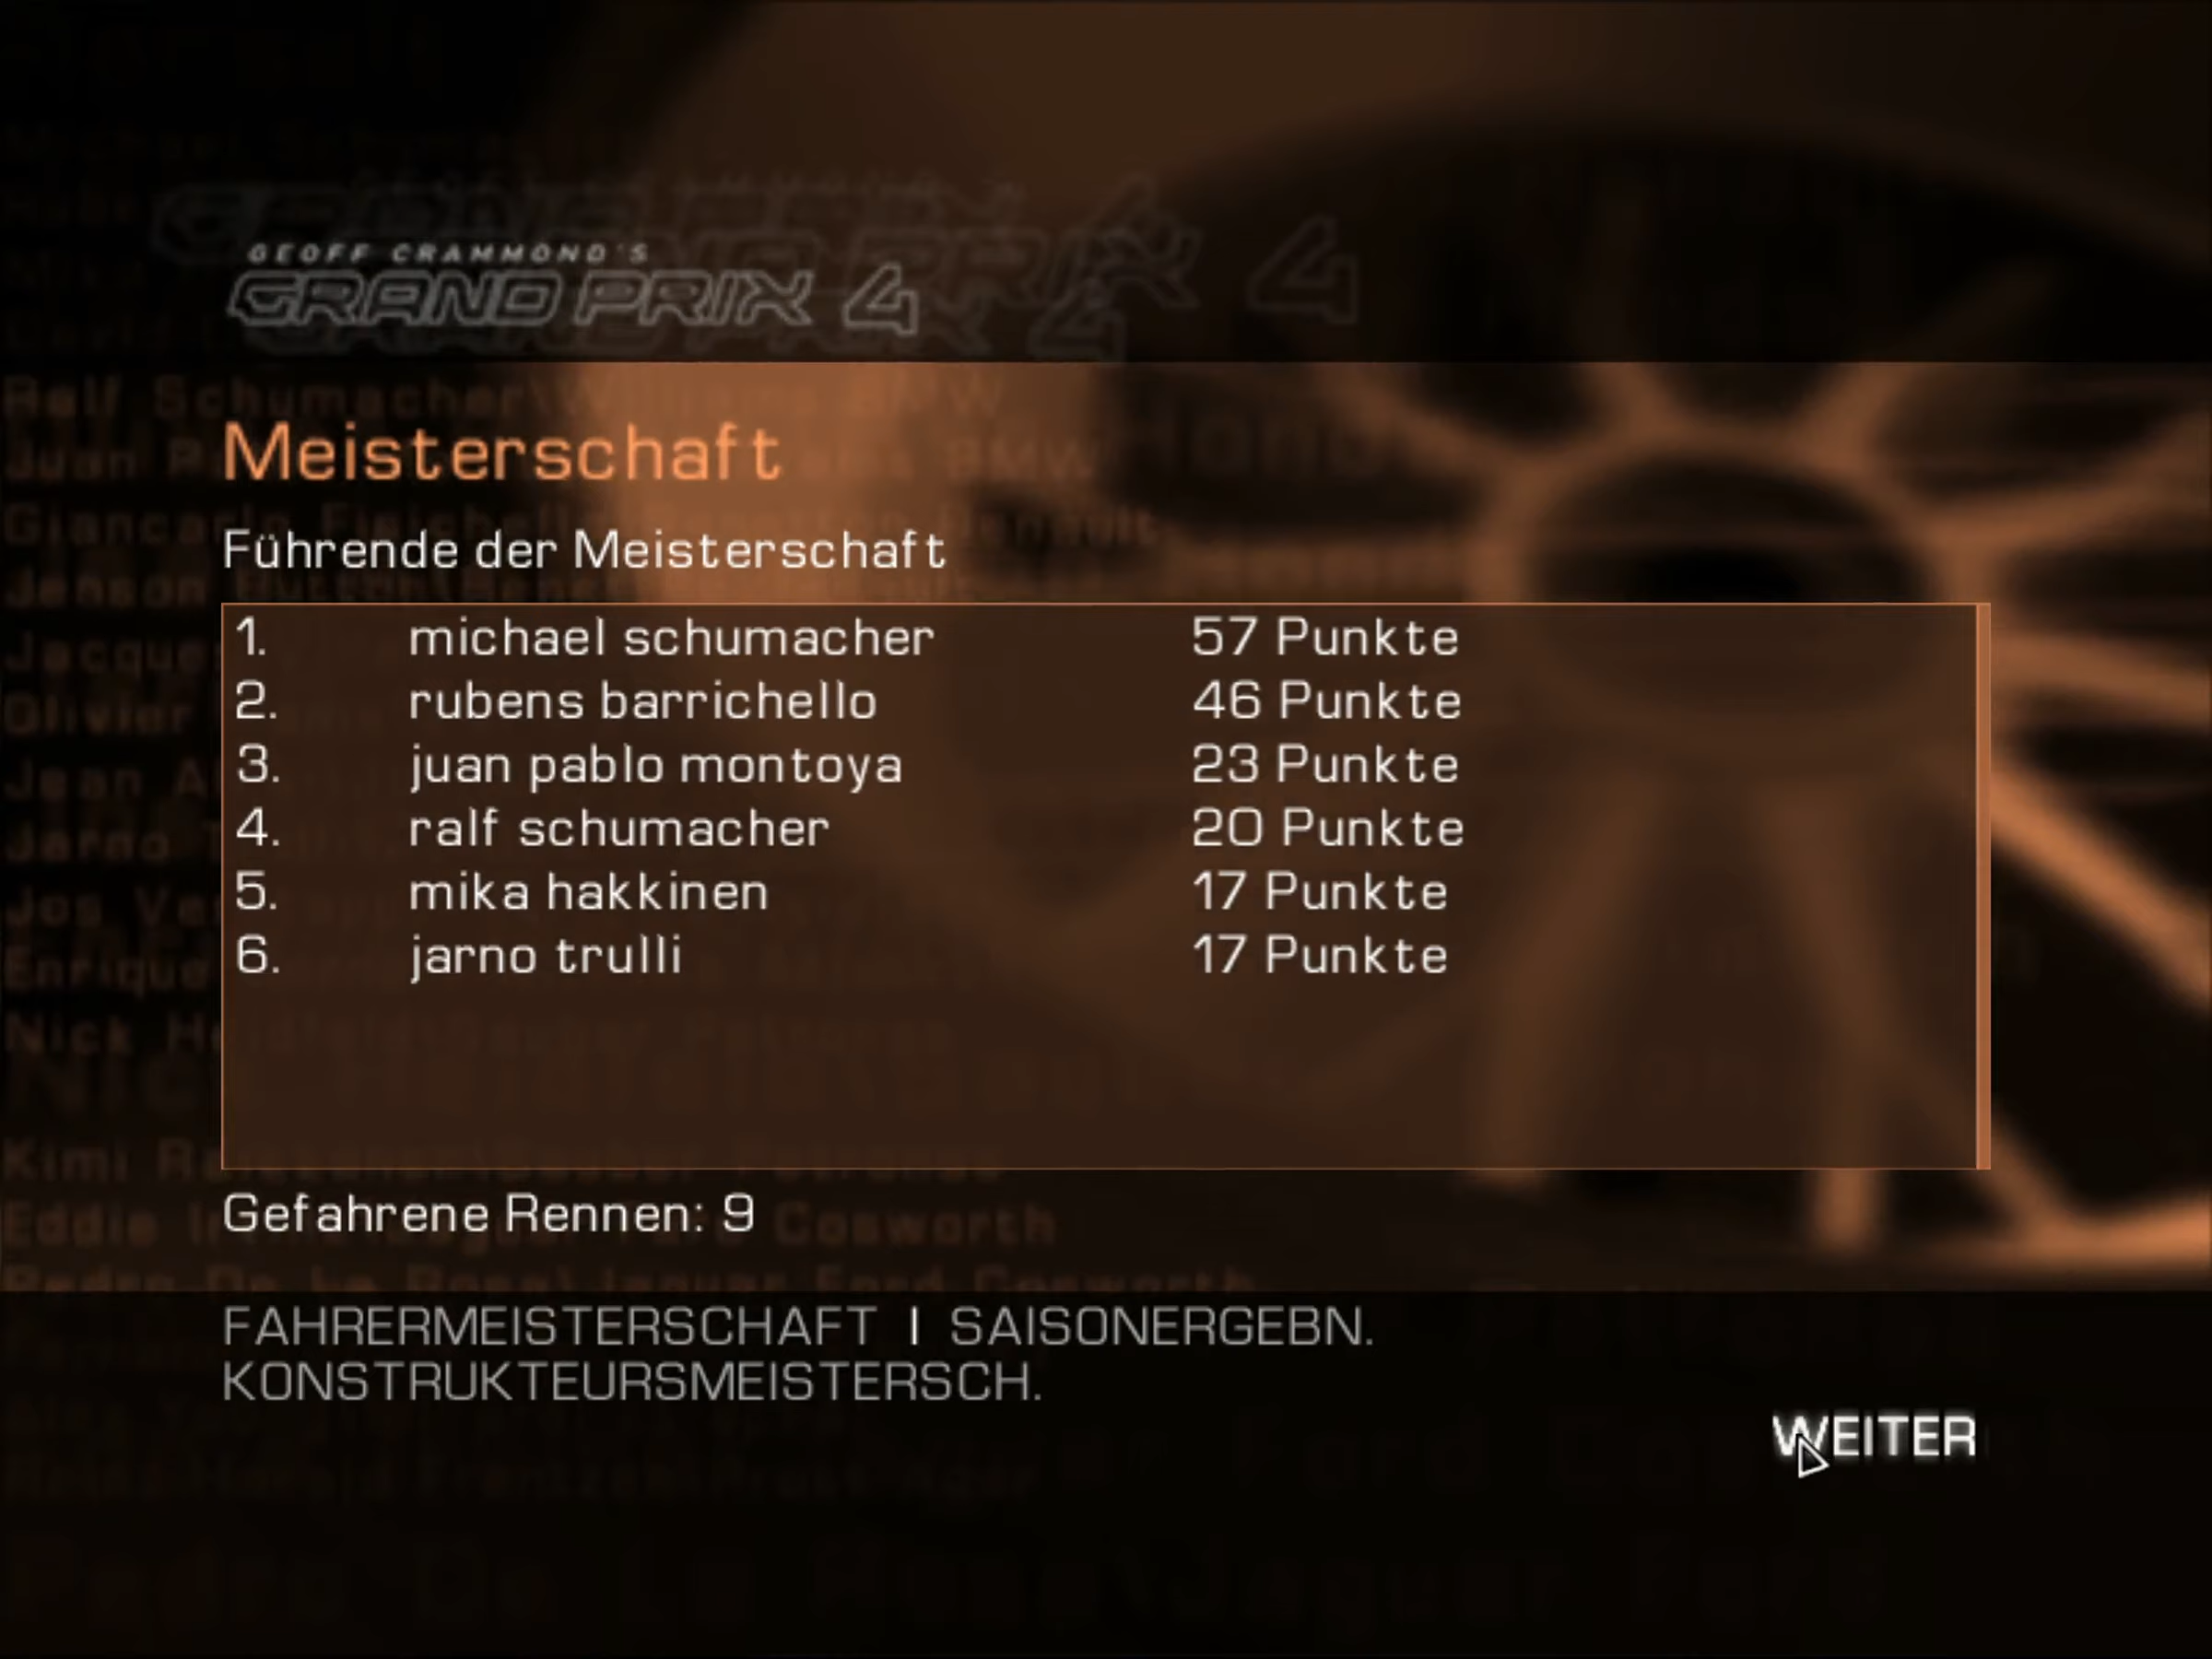 GEOFF CRAMMOND'S
GRAND PRIX 4
Meisterschaft
Führende der Meisterschaft
1. michael schumacher 57 Punkte
2. rubens barrichello 46 Punkte
3. juan pablo montoya 23 Punkte
4. ralf schumacher 20 Punkte
5. mika hakkinen 17 Punkte
6. jarno trulli 17 Punkte
Gefahrene Rennen: 9
FAHRERMEISTERSCHAFT | SAISONERGEBN.
KONSTRUKTEURSMEISTERSCH.
WEITER